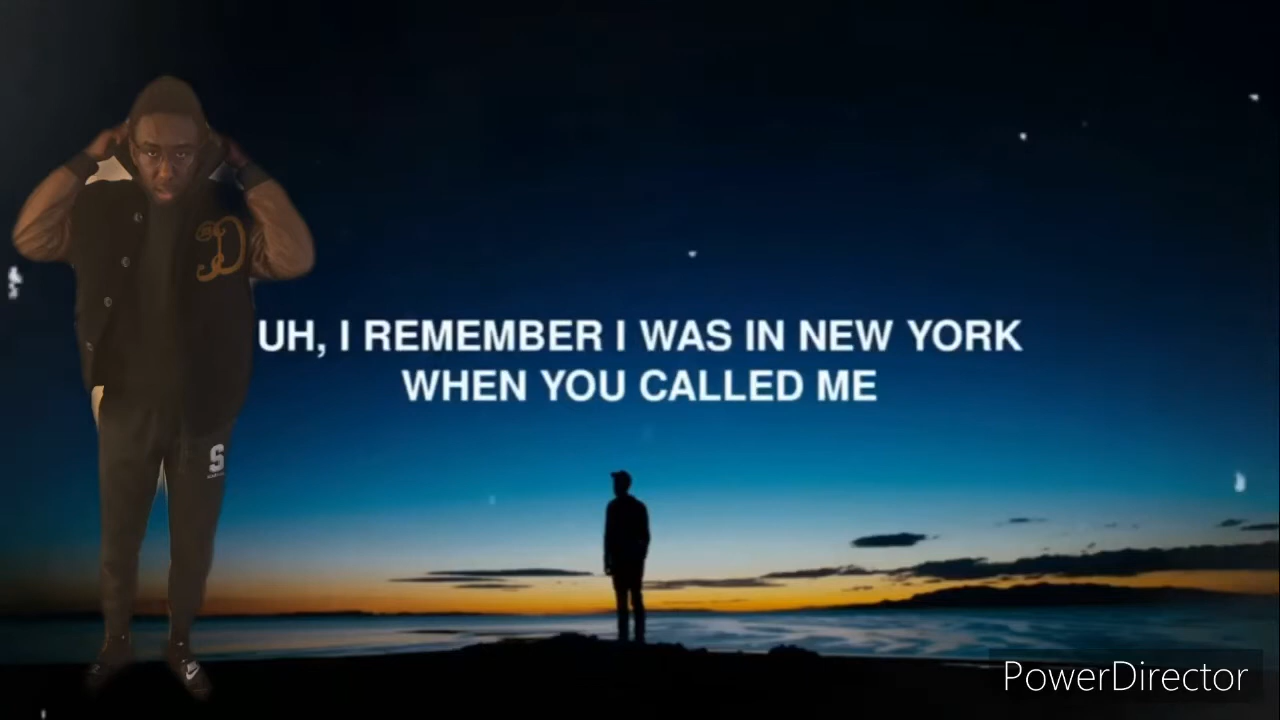 UH, I REMEMBER I WAS IN NEW YORK
WHEN YOU CALLED ME
D
S
PowerDirector